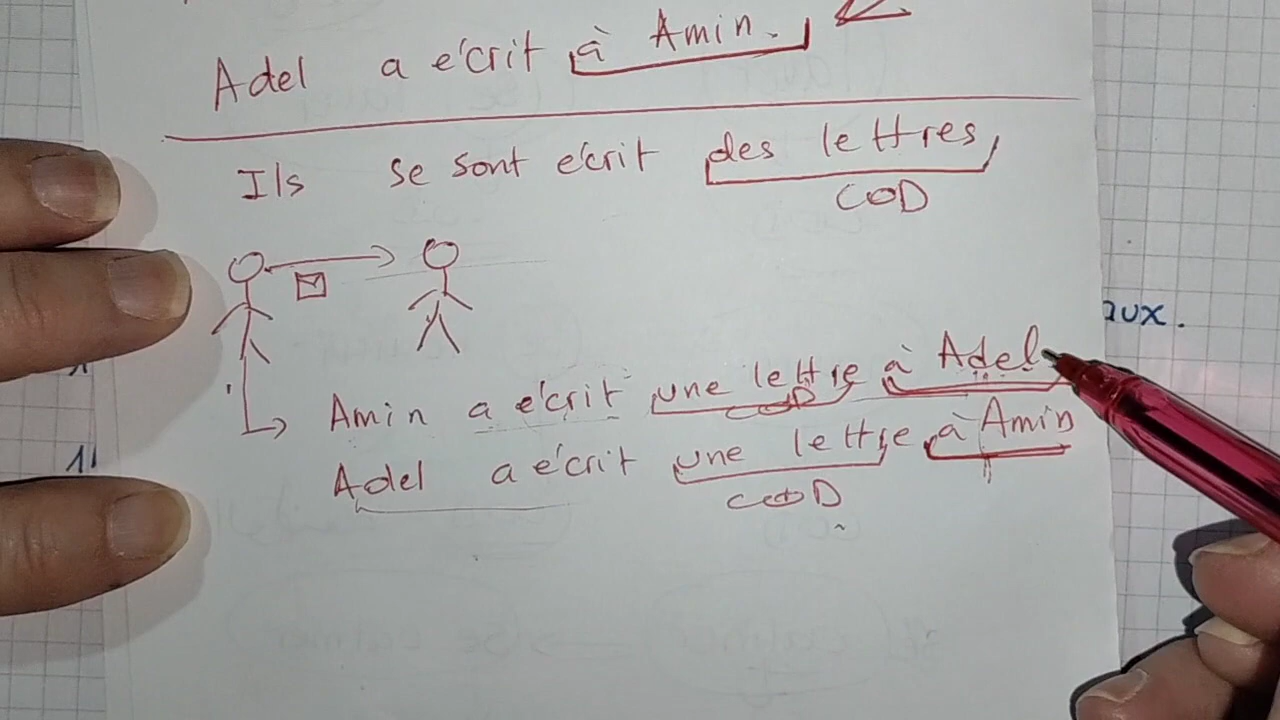 Adel a écrit à Amin.
Ils se sont écrit des lettres
COD
aux.
Amin a écrit une lettre à Adel
COD
Adel a écrit une lettre à Amin
COD